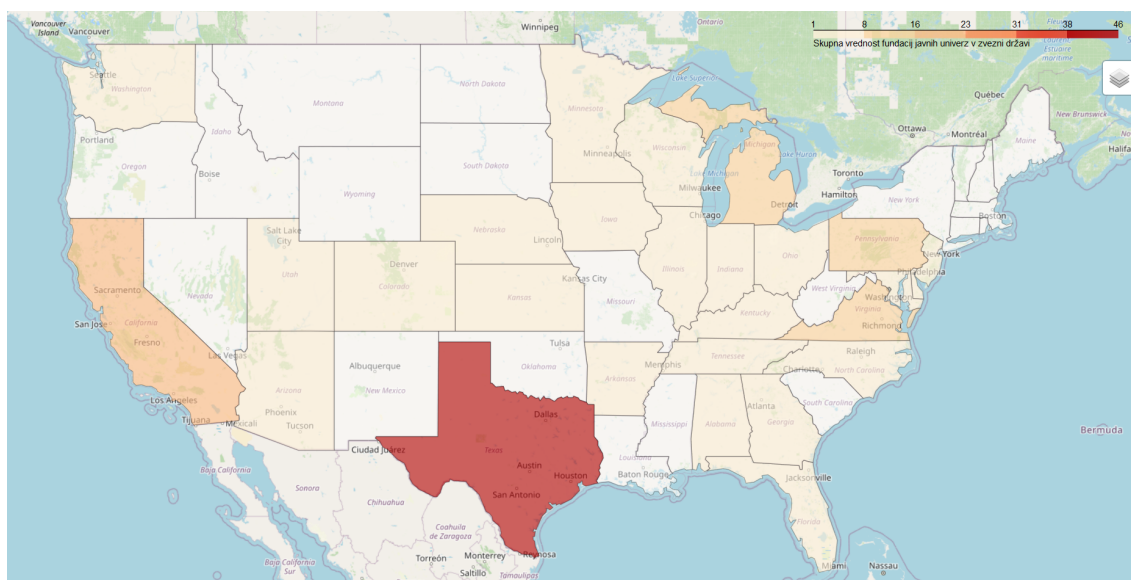 Vancouver
Island
Vancouver
Winnipeg
Ontario
1 8 16 23 31 38 46
Skupna vrednost fundacij javnih univerz v zvezni državi
Seattle
Washington
Montana
North Dakota
Minnesota
Lake Superior
Québec
New Brunswick
Portland
Oregon
Idaho
Boise
South Dakota
Minneapolis
Wisconsin
Michigan
Lake Huron
Ottawa
Montréal
Maine
Halifa
Toronto
Hamilton
Wyoming
Lake Michigan
Milwaukee
Detroit
New York
Boston
Chicago
Iowa
Salt Lake
City
Nebraska
Lincoln
Pennsylvania
New York
Philadelphia
Sacramento
Nevada
Utah
Denver
Colorado
Kansas City
Kansas
Missouri
Illinois
Indiana
Ohio
West Virginia
Washington
San Jose
California
Fresno
Kentucky
Virginia
Richmond
Las Vegas
Tulsa
Oklahoma
Albuquerque
New Mexico
Memphis
Tennessee
Raleigh
North Carolina
Charlotte
Arkansas
Los Angeles
Arizona
Phoenix
Tucson
Tijuana
Mexicali
Dallas
Texas
Mississippi
Alabama
Atlanta
Georgia
South Carolina
Bermuda
Ciudad Juárez
Austin
Houston
San Antonio
Louisiana
Baton Rouge
Jacksonville
Florida
Baja California
Sonora
Chihuahua
Coahuila
de Zaragoza
Baja California
Sur
Torreón
Monterrey
Saltillo
Reynosa
Tamaulipas
Miami
Nassau